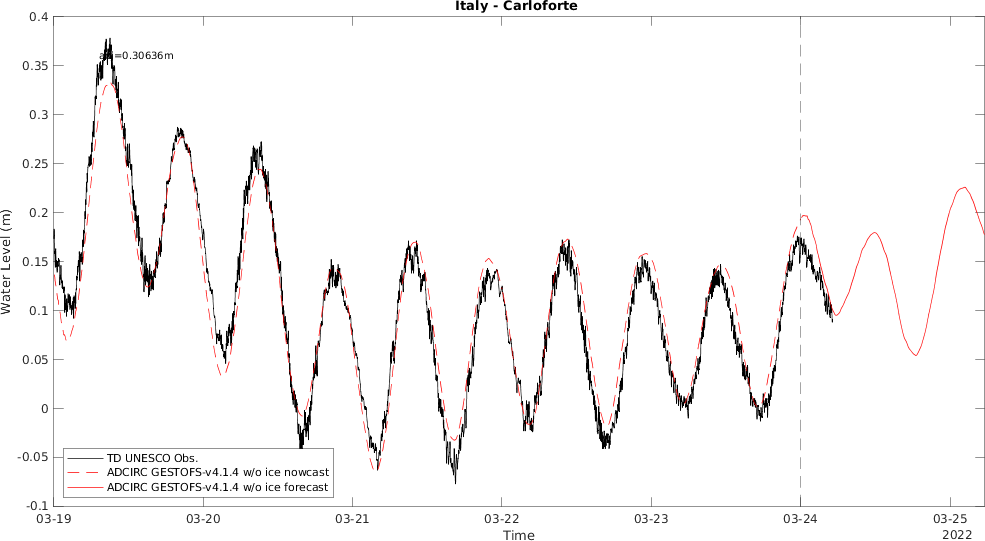 Italy - Carloforte
0.4
0.35
0.3
0.25
0.2
0.15
0.1
0.05
0
-0.05
-0.1
Water Level (m)
=0.30636m
TD UNESCO Obs.
ADCIRC GESTOFS-v4.1.4 w/o ice nowcast
ADCIRC GESTOFS-v4.1.4 w/o ice forecast
03-19 03-20 03-21 03-22 03-23 03-24 03-25
Time
2022